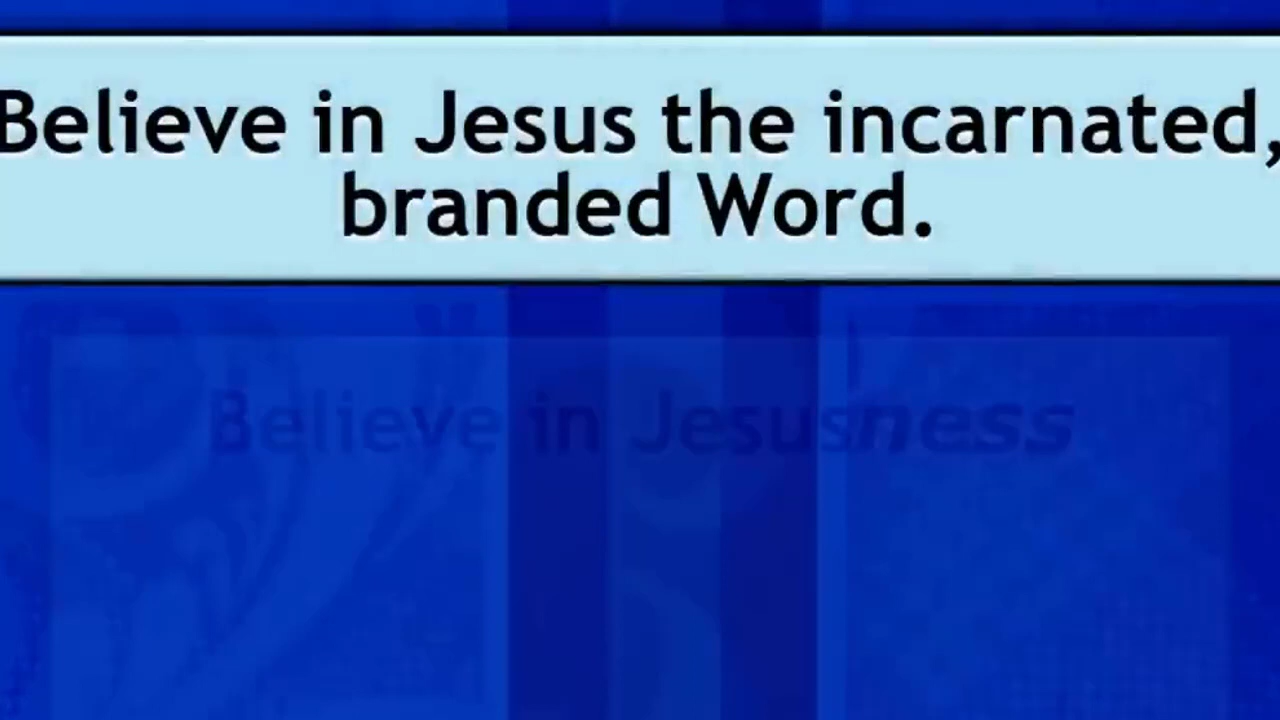 Believe in Jesus the incarnated,
branded Word.
Believe in Jesusness